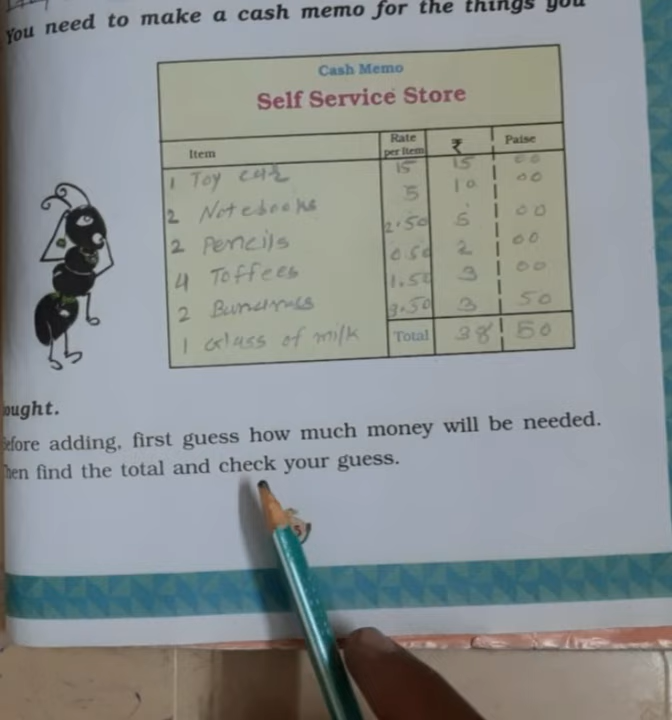 You need to make a cash memo for the things you
Cash Memo
Self Service Store
Item Rate per Item ₹ Paise
1 Toy car 15 15 00
2 Notebooks 5 10 00
2 Pencils 2.50 5 00
4 Toffees 0.50 2 00
2 Bananas 1.50 3 00
1 Glass of milk 3.50 3 50
Total 38 50
ought.
efore adding, first guess how much money will be needed.
hen find the total and check your guess.
5